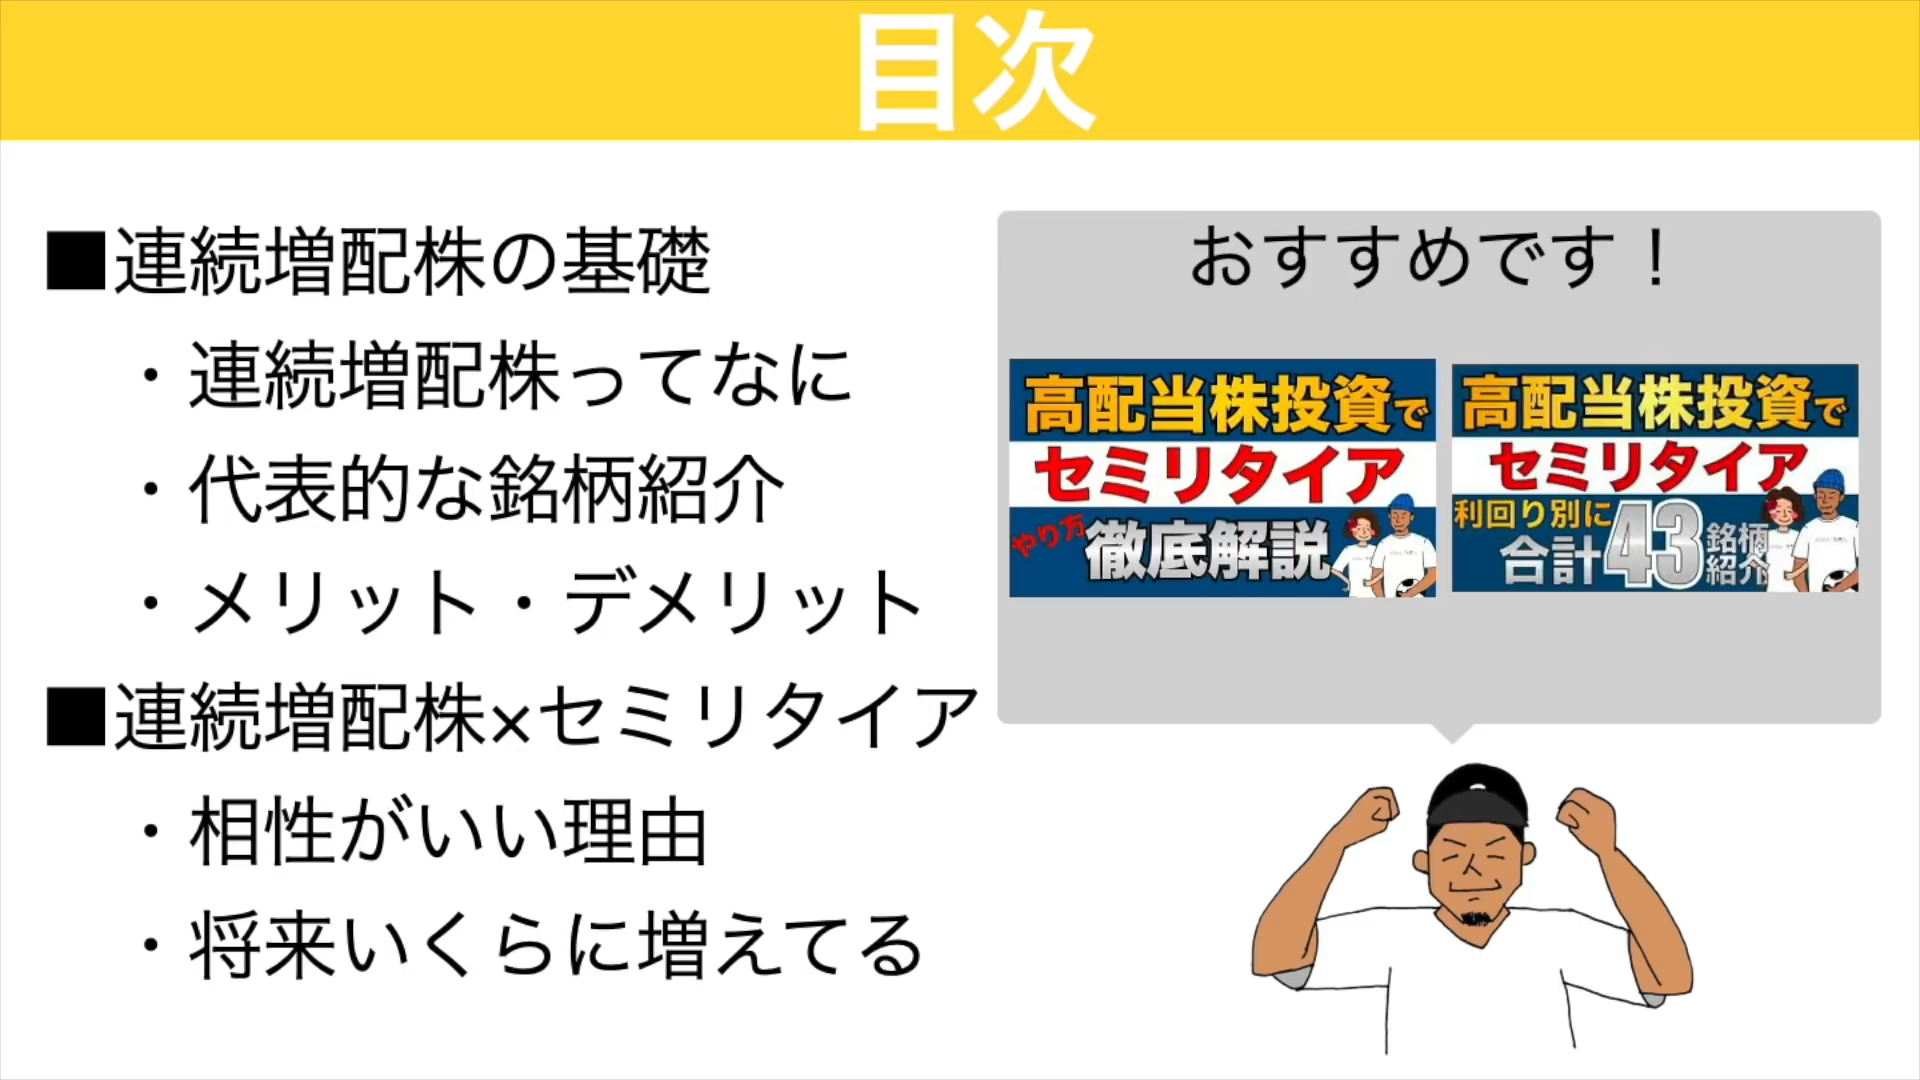 目次
■連続増配株の基礎
・連続増配株ってなに
・代表的な銘柄紹介
・メリット・デメリット
■連続増配株×セミリタイア
・相性がいい理由
・将来いくらに増えてる
おすすめです！
高配当株投資で
セミリタイア
やり方
徹底解説
高配当株投資で
セミリタイア
利回り別に
合計43銘柄
紹介